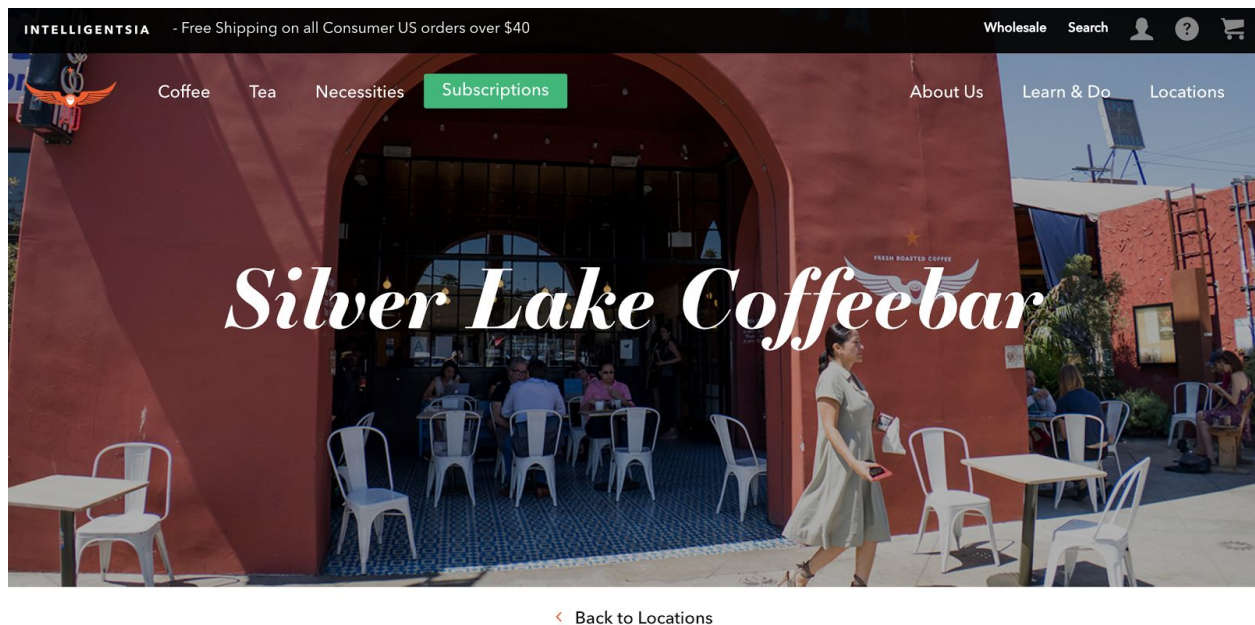 INTELLIGENTSIA - Free Shipping on all Consumer US orders over $40 Wholesale Search ?
Coffee Tea Necessities Subscriptions About Us Learn & Do Locations
FRESH ROASTED COFFEE
Silver Lake Coffeebar
< Back to Locations